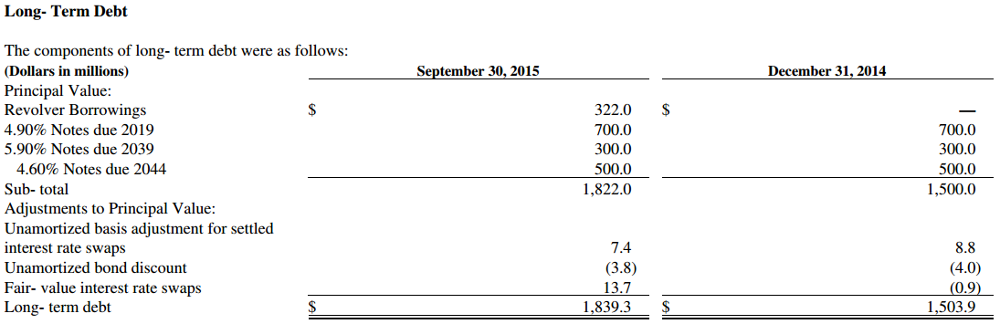 Long- Term Debt
The components of long- term debt were as follows:
(Dollars in millions) September 30, 2015 December 31, 2014
Principal Value:
Revolver Borrowings $ 322.0 $ —
4.90% Notes due 2019 700.0 700.0
5.90% Notes due 2039 300.0 300.0
4.60% Notes due 2044 500.0 500.0
Sub- total 1,822.0 1,500.0
Adjustments to Principal Value:
Unamortized basis adjustment for settled
interest rate swaps 7.4 8.8
Unamortized bond discount (3.8) (4.0)
Fair- value interest rate swaps 13.7 (0.9)
Long- term debt $ 1,839.3 $ 1,503.9